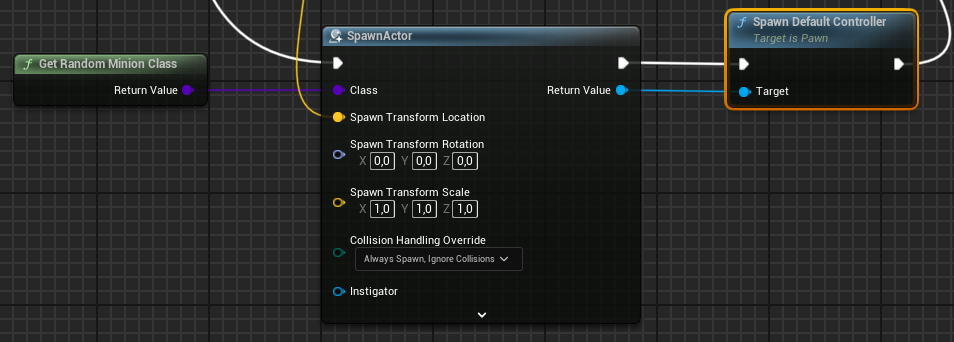 f Get Random Minion Class
Return Value
SpawnActor
Class
Return Value
Spawn Transform Location
Spawn Transform Rotation
X 0,0 Y 0,0 Z 0,0
Spawn Transform Scale
X 1,0 Y 1,0 Z 1,0
Collision Handling Override
Always Spawn, Ignore Collisions
Instigator
f Spawn Default Controller
Target is Pawn
Target